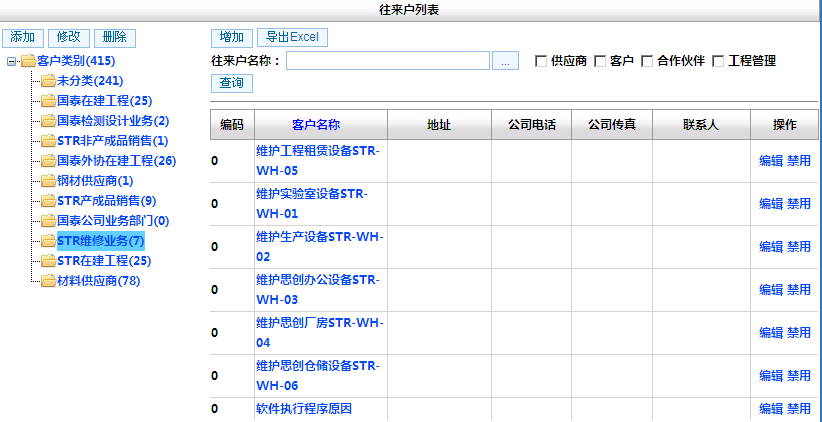 往来户列表
添加 修改 删除
客户类别(415)
未分类(241)
国泰在建工程(25)
国泰检测设计业务(2)
STR非产成品销售(1)
国泰外协在建工程(26)
钢材供应商(1)
STR产成品销售(9)
国泰公司业务部门(0)
STR维修业务(7)
STR在建工程(25)
材料供应商(78)
增加 导出Excel
往来户名称： ... 供应商 客户 合作伙伴 工程管理
查询
编码 客户名称 地址 公司电话 公司传真 联系人 操作
0 维护工程租赁设备STR-WH-05 编辑 禁用
0 维护实验室设备STR-WH-01 编辑 禁用
0 维护生产设备STR-WH-02 编辑 禁用
0 维护思创办公设备STR-WH-03 编辑 禁用
0 维护思创厂房STR-WH-04 编辑 禁用
0 维护思创仓储设备STR-WH-06 编辑 禁用
0 软件执行程序原因 编辑 禁用